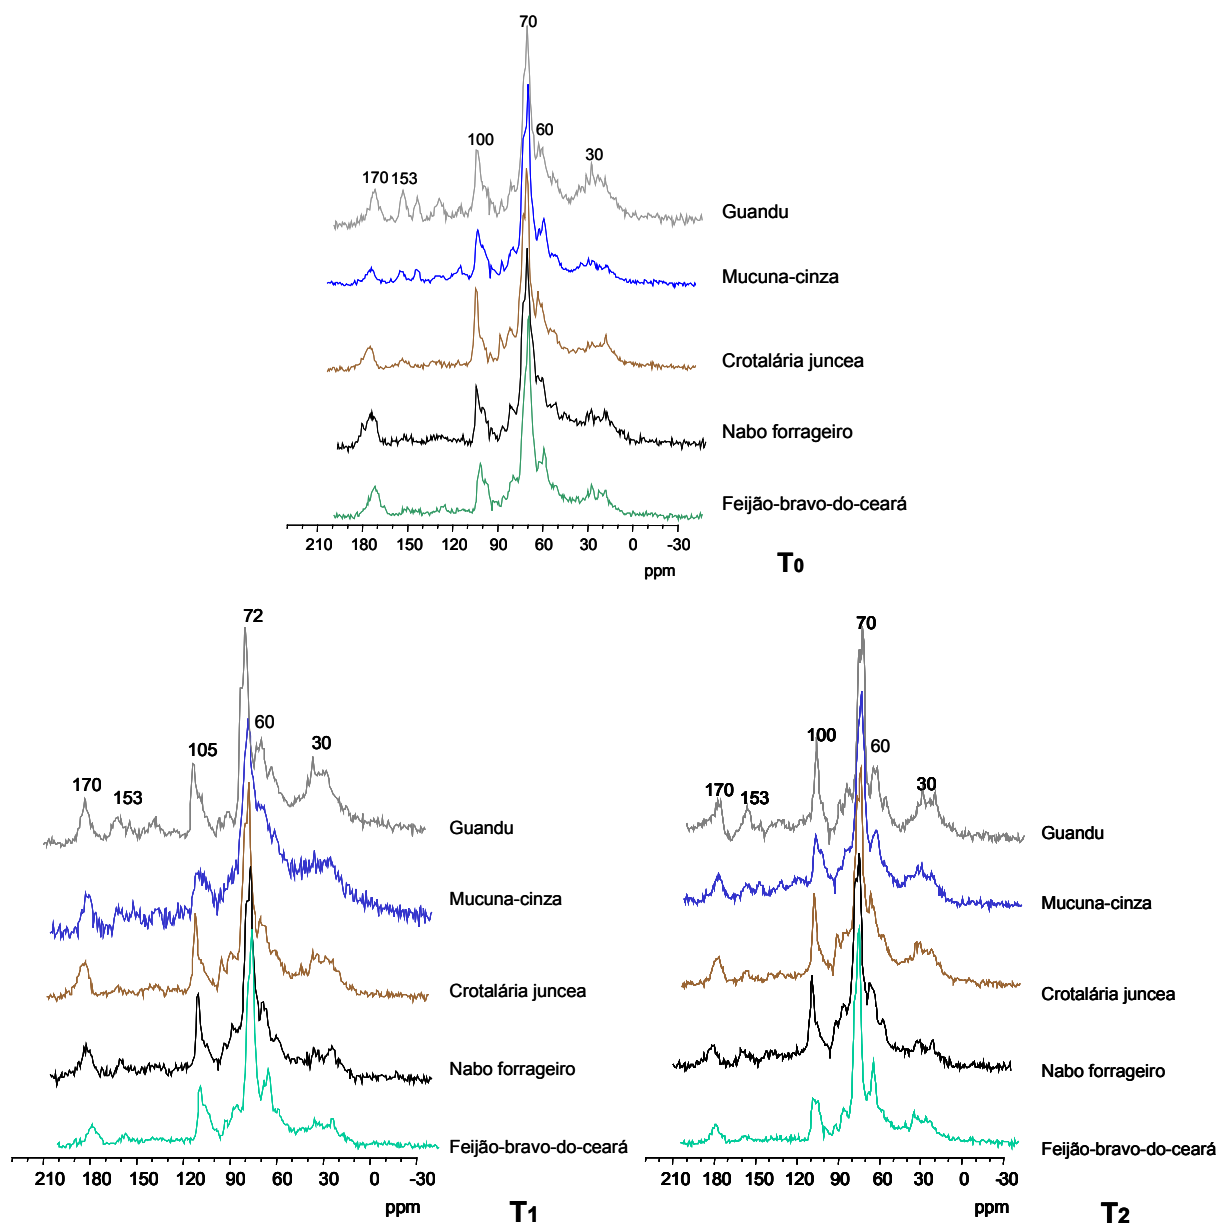 70
100
60
30
170 153
Guandu
Mucuna-cinza
Crotalária juncea
Nabo forrageiro
Feijão-bravo-do-ceará
210 180 150 120 90 60 30 0 -30
ppm
T0
72
105
60
30
170
153
Guandu
Mucuna-cinza
Crotalária juncea
Nabo forrageiro
Feijão-bravo-do-ceará
210 180 150 120 90 60 30 0 -30
ppm
T1
70
100
60
30
170
153
Guandu
Mucuna-cinza
Crotalária juncea
Nabo forrageiro
Feijão-bravo-do-ceará
210 180 150 120 90 60 30 0 -30
ppm
T2